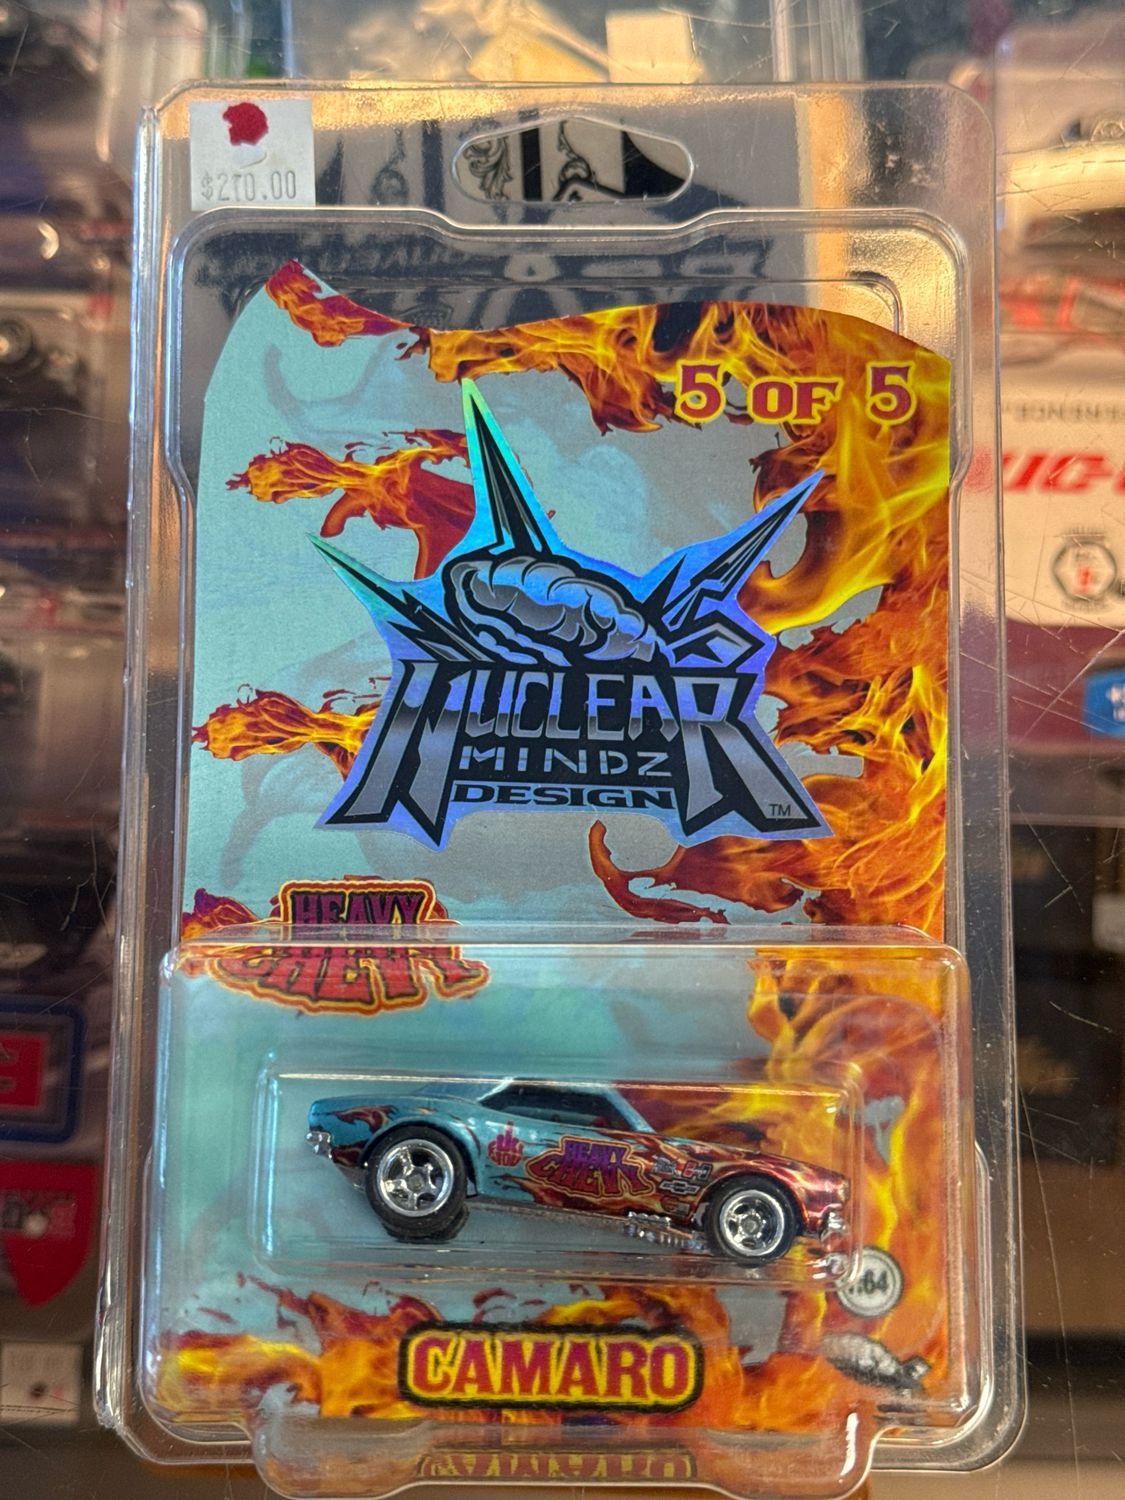 $210.00
5 OF 5
NUCLEAR
MINDZ
DESIGN
TM
HEAVY
CHEVY
HEAVY
CHEVY
CAMARO